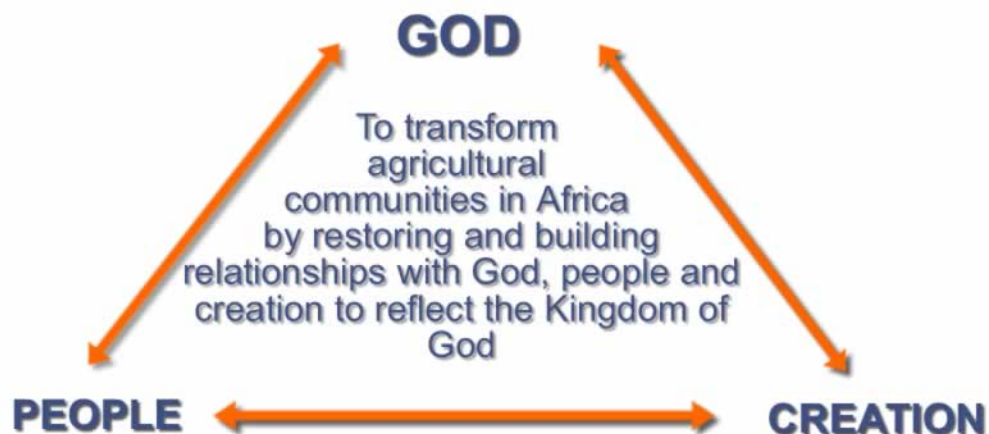 GOD
To transform
agricultural
communities in Africa
by restoring and building
relationships with God, people and
creation to reflect the Kingdom of
God
PEOPLE
CREATION